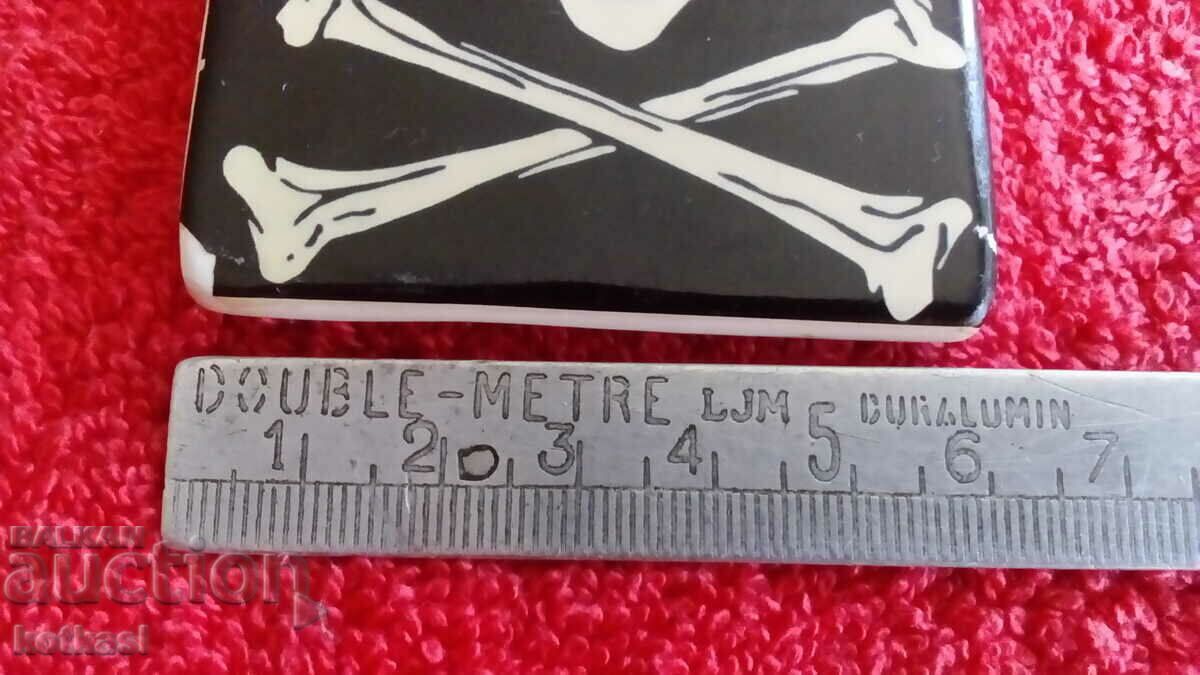 DOUBLE-METRE LJM DURALUMIN
1 2 3 4 5 6 7
BALKAN
auction
kotkasl